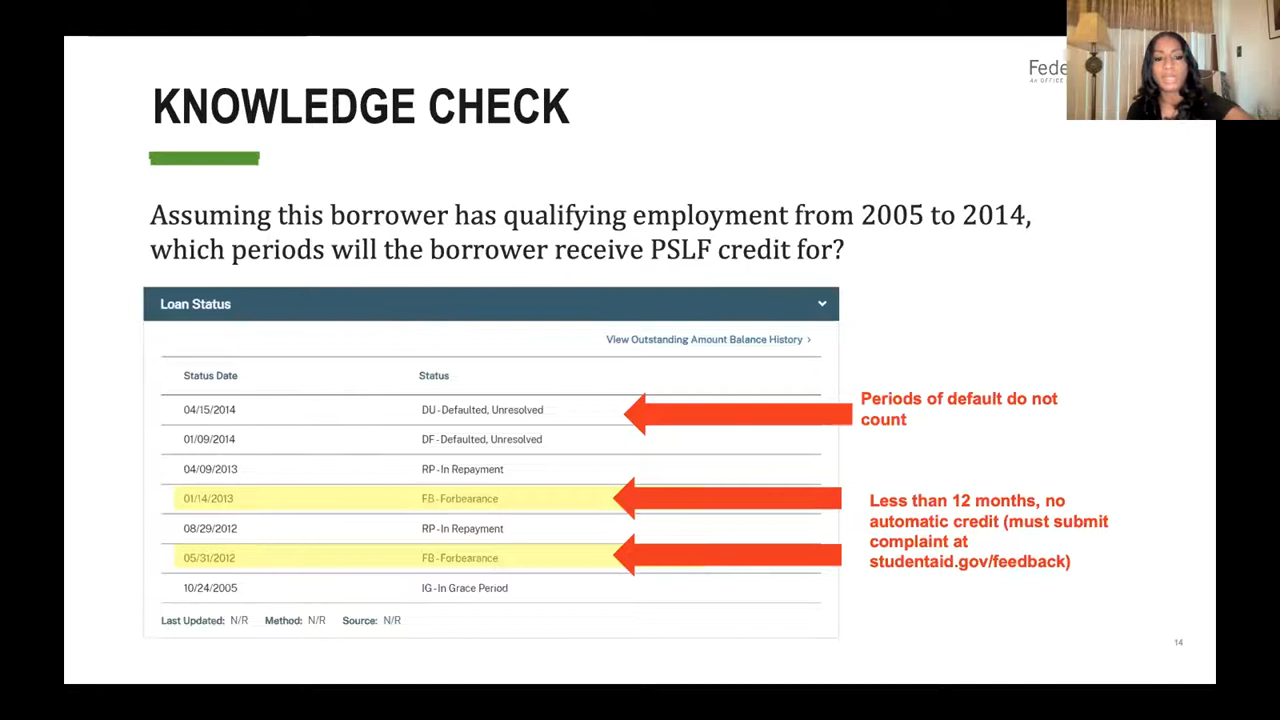 Fede
KNOWLEDGE CHECK
Assuming this borrower has qualifying employment from 2005 to 2014,
which periods will the borrower receive PSLF credit for?
Loan Status
View Outstanding Amount Balance History >
Status Date Status
04/15/2014 DU - Defaulted, Unresolved
01/09/2014 DF - Defaulted, Unresolved
04/09/2013 RP - In Repayment
01/14/2013 FB - Forbearance
08/29/2012 RP - In Repayment
05/31/2012 FB - Forbearance
10/24/2005 IG - In Grace Period
Last Updated: N/R Method: N/R Source: N/R
Periods of default do not
count
Less than 12 months, no
automatic credit (must submit
complaint at
studentaid.gov/feedback)
14